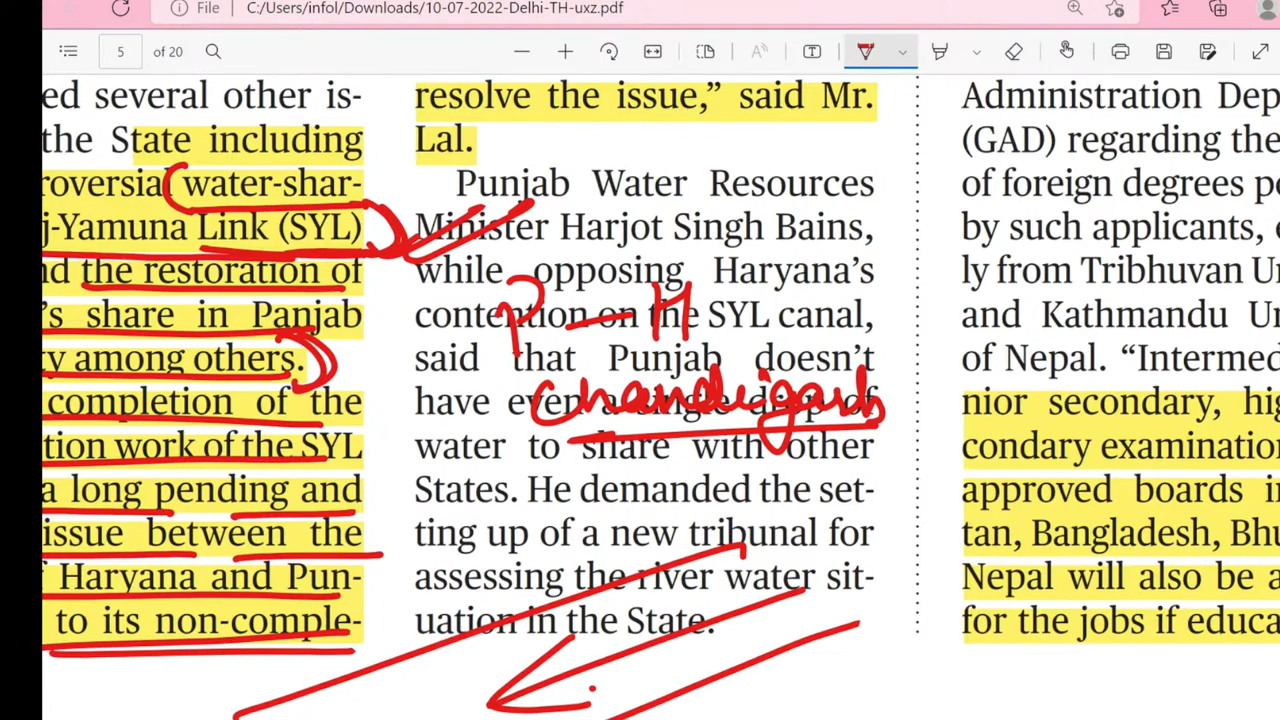 File C:/Users/infol/Downloads/10-07-2022-Delhi-TH-uxz.pdf
5 of 20
ed several other is-
the State including
roversial water-shar-
j-Yamuna Link (SYL)
nd the restoration of
's share in Panjab
ty among others.
completion of the
tion work of the SYL
a long pending and
issue between the
f Haryana and Pun-
to its non-comple-
resolve the issue,” said Mr.
Lal.
Punjab Water Resources
Minister Harjot Singh Bains,
while opposing Haryana’s
contention on the SYL canal,
said that Punjab doesn’t
have even a single drop of
water to share with other
States. He demanded the set-
ting up of a new tribunal for
assessing the river water sit-
uation in the State.
P – H
Chandigarh
Administration Dep
(GAD) regarding the
of foreign degrees po
by such applicants, e
ly from Tribhuvan Un
and Kathmandu Un
of Nepal. “Intermed
nior secondary, hig
condary examination
approved boards in
tan, Bangladesh, Bhu
Nepal will also be a
for the jobs if educa